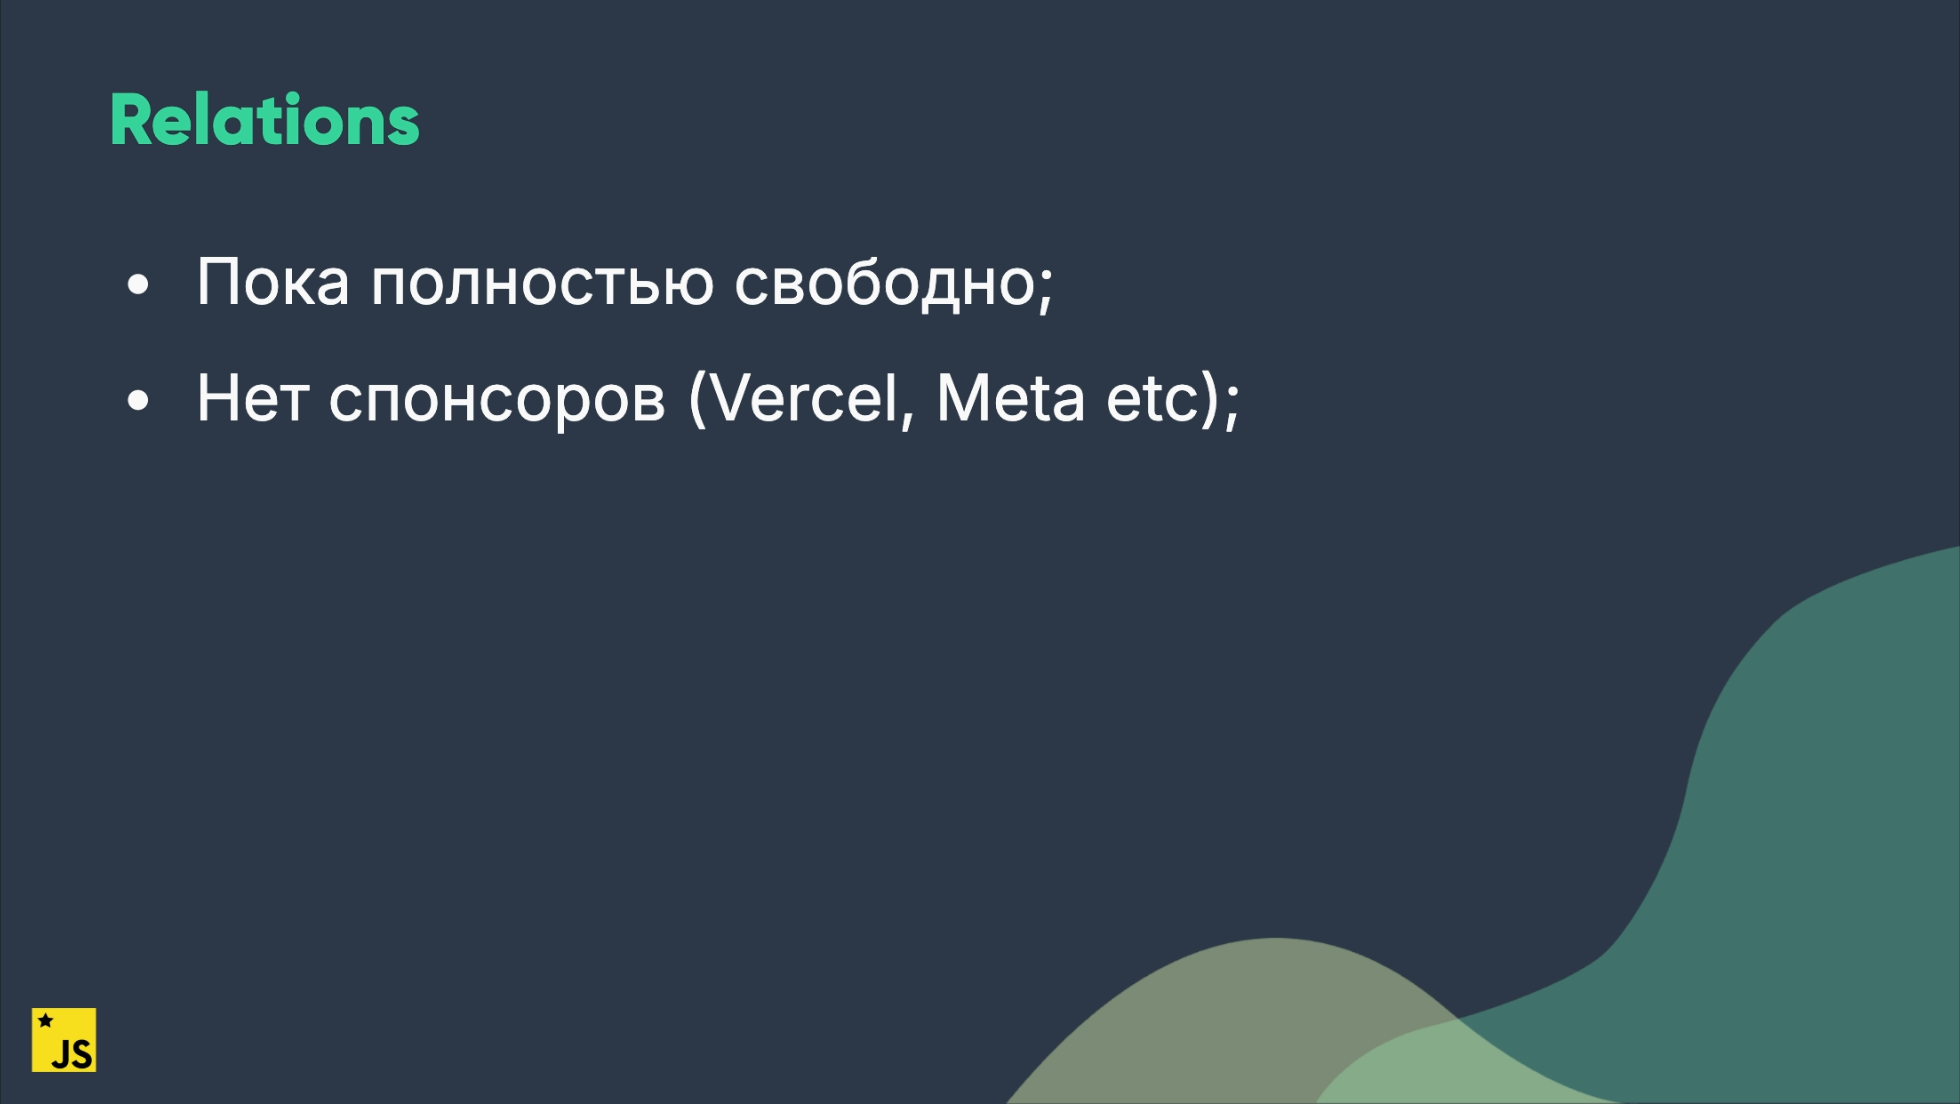 Relations
• Пока полностью свободно;
• Нет спонсоров (Vercel, Meta etc);
JS